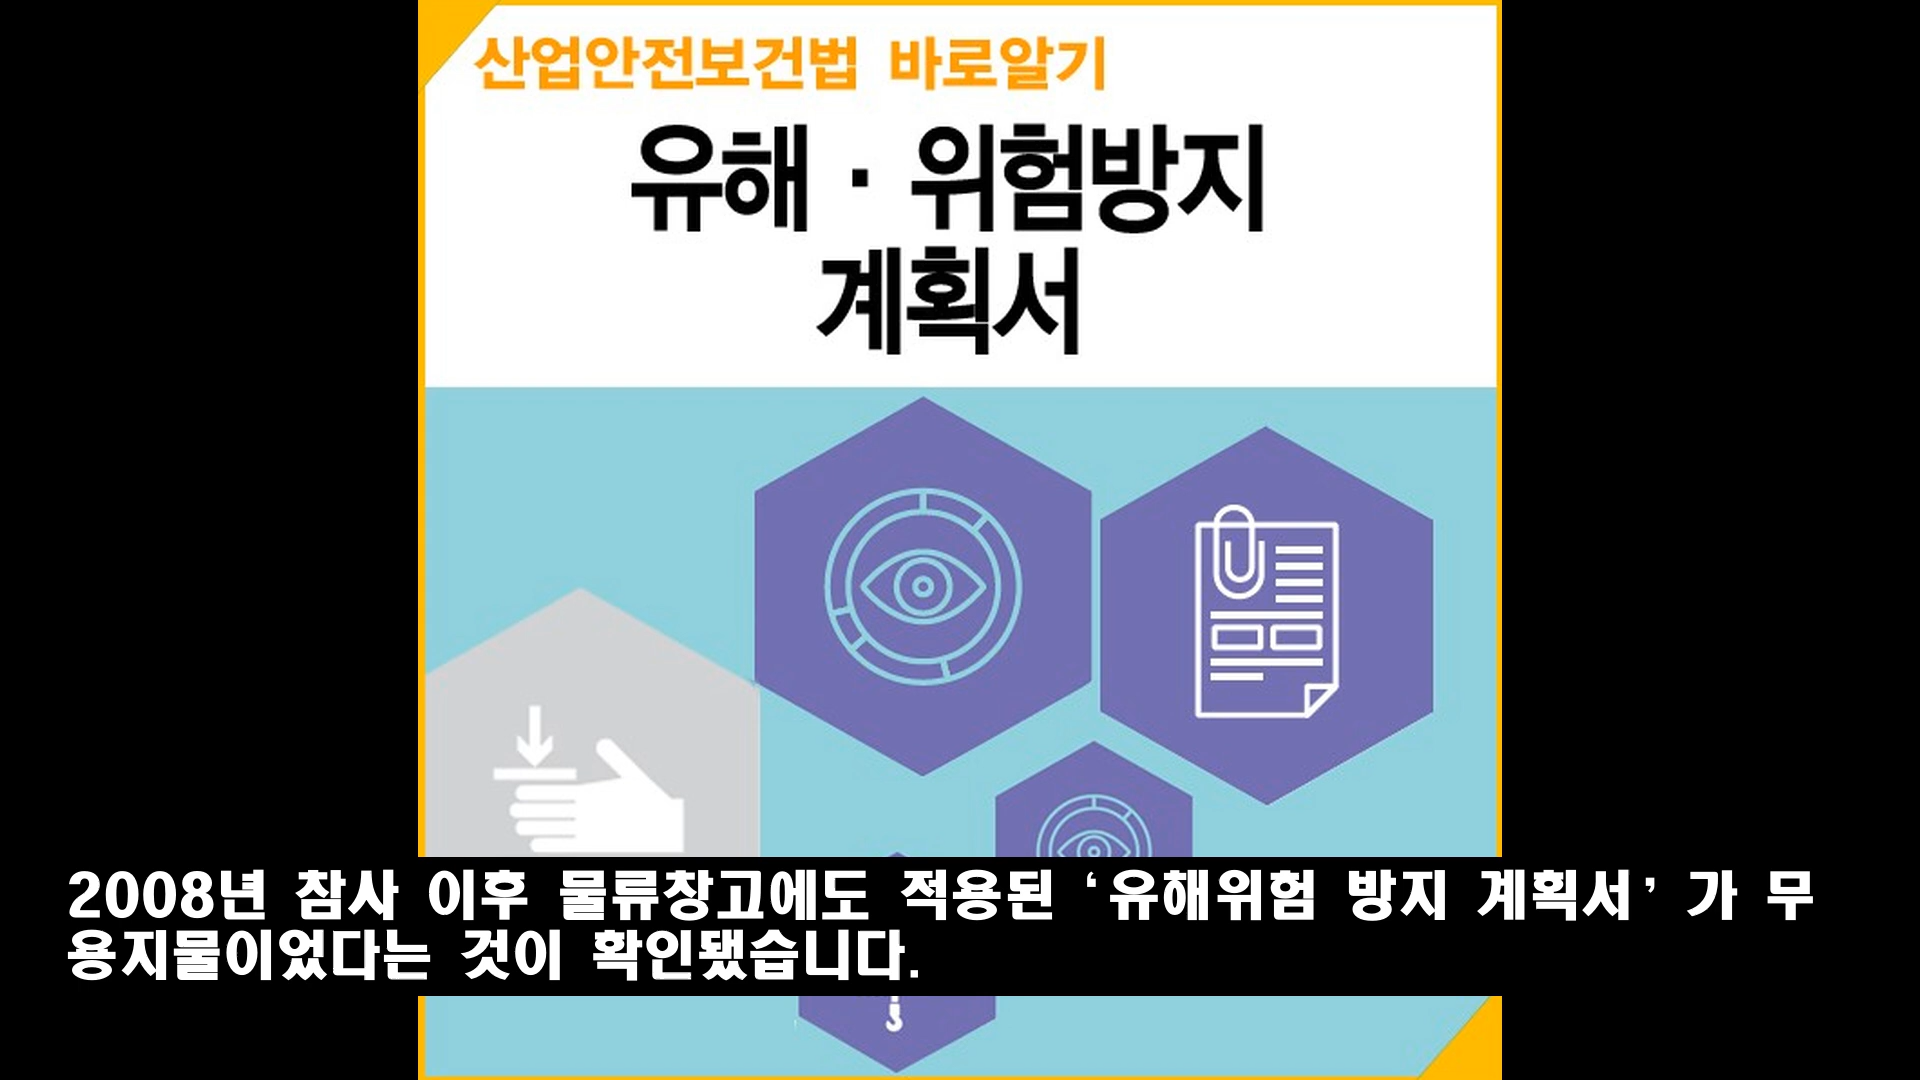 산업안전보건법 바로알기
유해 · 위험방지
계획서
2008년 참사 이후 물류창고에도 적용된 ‘유해위험 방지 계획서’ 가 무
용지물이었다는 것이 확인됐습니다.